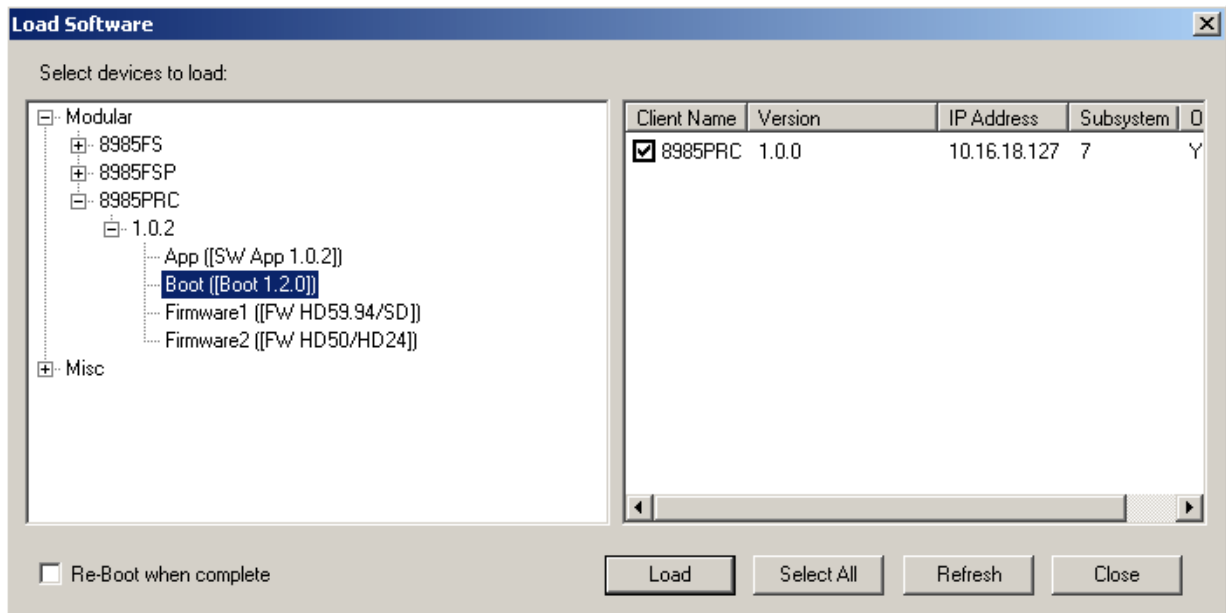 Load Software
Select devices to load:
Modular
8985FS
8985FSP
8985PRC
1.0.2
App ([SW App 1.0.2])
Boot ([Boot 1.2.0])
Firmware1 ([FW HD59.94/SD])
Firmware2 ([FW HD50/HD24])
Misc
Client Name Version IP Address Subsystem O
8985PRC 1.0.0 10.16.18.127 7 Y
Re-Boot when complete Load Select All Refresh Close